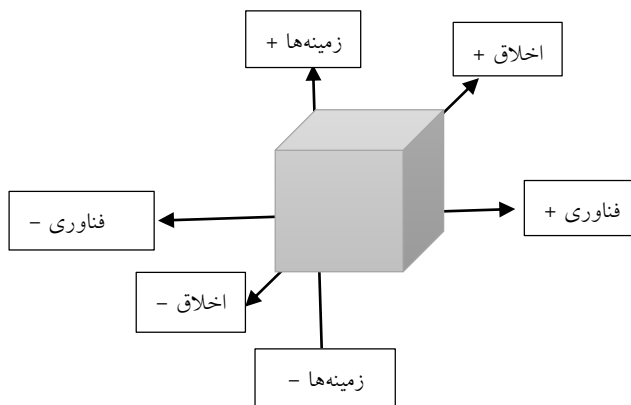 زمینه‌ها +
اخلاق +
فناوری +
فناوری –
اخلاق –
زمینه‌ها –